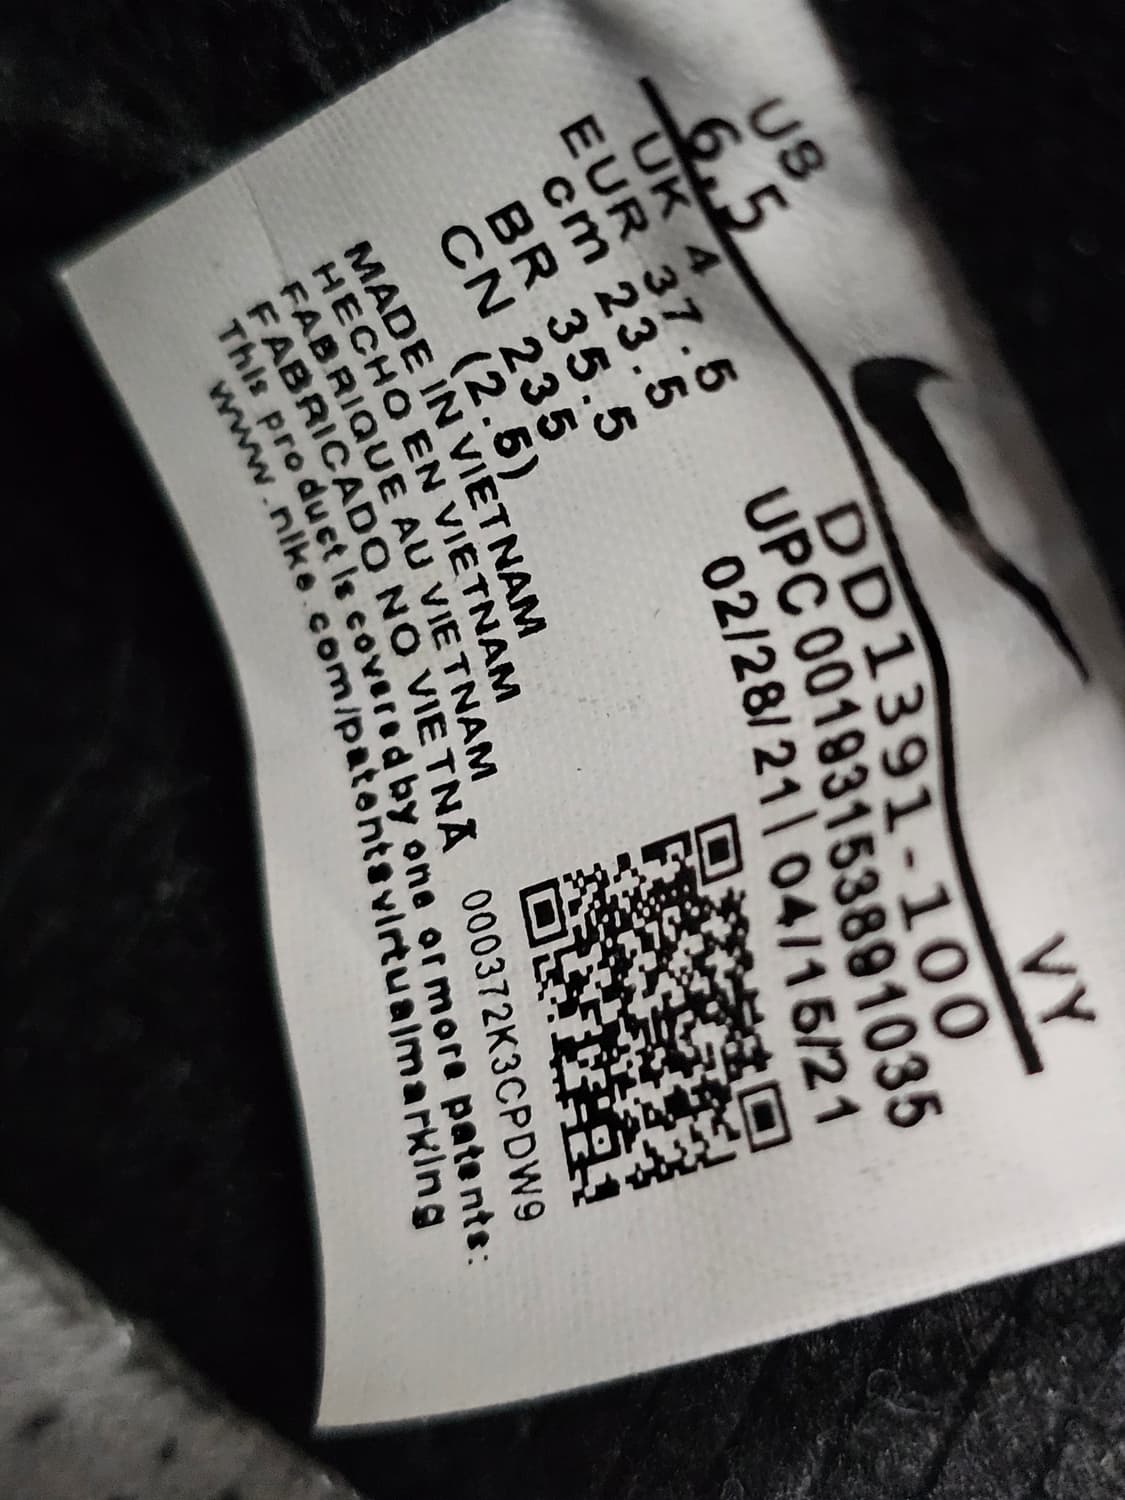 US
6.5
VY
UK 4
EUR 37.5
cm 23.5
BR 35.5
CN 235
(2.5)
DD1391-100
UPC 00193153891035
02/28/21| 04/15/21
MADE IN VIETNAM
HECHO EN VIETNAM
FABRIQUE AU VIETNAM
FABRICADO NO VIETNÃ
000372K3CPDW9
This product is covered by one or more patents:
www.nike.com/patentsvirtualmarking